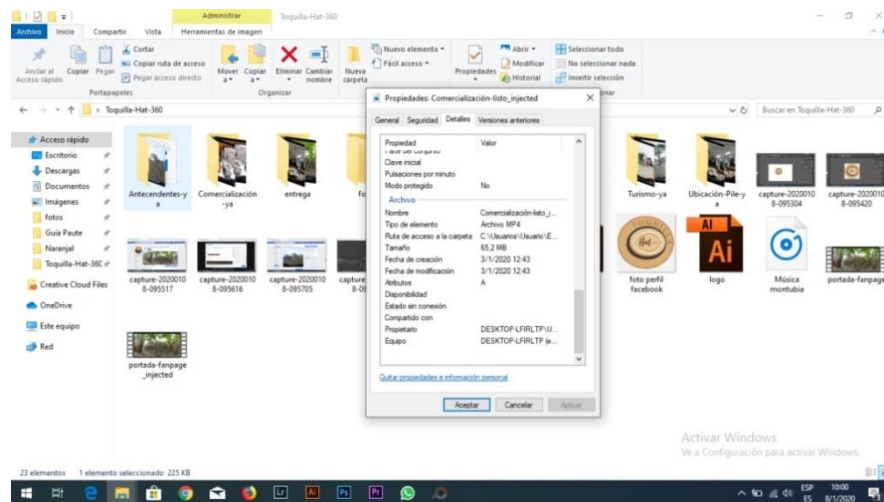 Administrar
Toquilla-Hat-360
Archivo Inicio Compartir Vista Herramientas de imagen
Anclar al Acceso rápido
Copiar
Pegar
Cortar
Copiar ruta de acceso
Pegar acceso directo
Portapapeles
Mover a
Copiar a
Eliminar
Cambiar nombre
Organizar
Nueva carpeta
Nuevo elemento
Fácil acceso
Propiedades
Abrir
Modificar
Historial
Seleccionar todo
No seleccionar nada
Invertir selección
Toquilla-Hat-360
Buscar en Toquilla-Hat-360
Acceso rápido
Escritorio
Descargas
Documentos
Imágenes
fotos
Guía Paute
Naranjal
Toquilla-Hat-360
Creative Cloud Files
OneDrive
Este equipo
Red
Antecendentes-y
a
Comercialización
-ya
entrega
fo
Turismo-ya
Ubicación-Pile-y
a
capture-2020010
8-095304
capture-2020010
8-095420
capture-2020010
8-095517
capture-2020010
8-095616
capture-2020010
8-095705
capture
8-0
foto perfil
facebook
logo
Música
montubia
portada-fanpage
portada-fanpage
_injected
AI
Ai
Propiedades: Comercialización-listo_injected
General Seguridad Detalles Versiones anteriores
Propiedad Valor
Clave inicial
Pulsaciones por minuto
Modo protegido No
Archivo
Nombre Comercialización-listo_i...
Tipo de elemento Archivo MP4
Ruta de acceso a la carpeta C:\Usuarios\Usuario\E...
Tamaño 65.2 MB
Fecha de creación 3/1/2020 12:43
Fecha de modificación 3/1/2020 12:43
Atributos A
Disponibilidad
Estado sin conexión
Compartido con
Propietario DESKTOP-LFIRLTP\U...
Equipo DESKTOP-LFIRLTP (e...
Quitar propiedades e información personal
Aceptar Cancelar Aplicar
Activar Windows
Ve a Configuración para activar Windows.
23 elementos 1 elemento seleccionado 225 KB
Lr
Ai
Ps
Pr
ESP
ES
10:00
8/1/2020